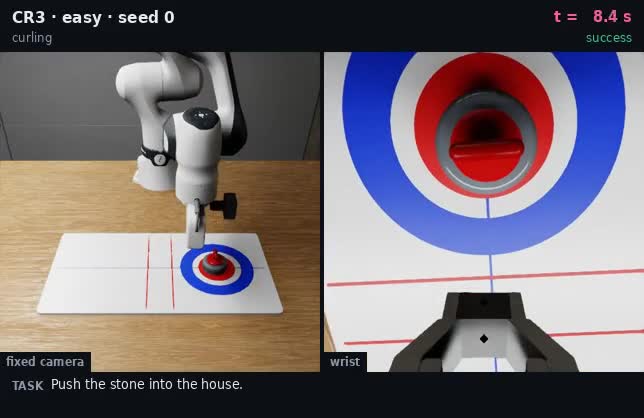 CR3 · easy · seed 0
t = 8.4 s
curling
success
fixed camera
wrist
TASK Push the stone into the house.